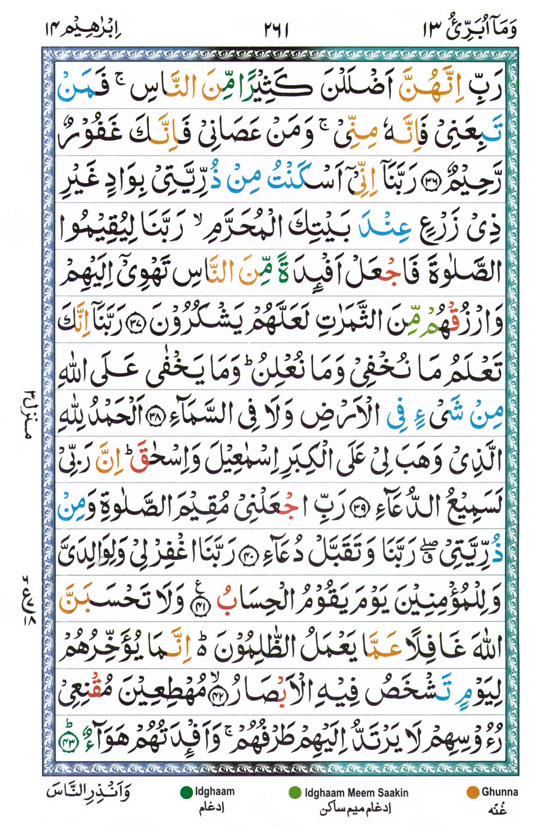 وَمَآ اُبَرِّئُ ١٣
٢٦١
اِبْرٰهِيْم ١٤
رَبِّ اِنَّهُنَّ اَضْلَلْنَ كَثِيْرًا مِّنَ النَّاسِ ۚ فَمَنْ
تَبِعَنِيْ فَاِنَّهٗ مِنِّيْ ۚ وَمَنْ عَصَانِيْ فَاِنَّكَ غَفُوْرٌ
رَّحِيْمٌ ﴿٣٦﴾ رَبَّنَآ اِنِّيْٓ اَسْكَنْتُ مِنْ ذُرِّيَّتِيْ بِوَادٍ غَيْرِ
ذِيْ زَرْعٍ عِنْدَ بَيْتِكَ الْمُحَرَّمِ ۙ رَبَّنَا لِيُقِيْمُوا
الصَّلٰوةَ فَاجْعَلْ اَفْـِٕدَةً مِّنَ النَّاسِ تَهْوِيْٓ اِلَيْهِمْ
وَارْزُقْهُمْ مِّنَ الثَّمَرٰتِ لَعَلَّهُمْ يَشْكُرُوْنَ ﴿٣٧﴾ رَبَّنَآ اِنَّكَ
تَعْلَمُ مَا نُخْفِيْ وَمَا نُعْلِنُ ؕ وَمَا يَخْفٰى عَلَى اللّٰهِ
مِنْ شَيْءٍ فِي الْاَرْضِ وَلَا فِي السَّمَآءِ ﴿٣٨﴾ اَلْحَمْدُ لِلّٰهِ
الَّذِيْ وَهَبَ لِيْ عَلَى الْكِبَرِ اِسْمٰعِيْلَ وَاِسْحٰقَ ؕ اِنَّ رَبِّيْ
لَسَمِيْعُ الدُّعَآءِ ﴿٣٩﴾ رَبِّ اجْعَلْنِيْ مُقِيْمَ الصَّلٰوةِ وَمِنْ
ذُرِّيَّتِيْ ۖ رَبَّنَا وَتَقَبَّلْ دُعَآءِ ﴿٤٠﴾ رَبَّنَا اغْفِرْ لِيْ وَلِوَالِدَيَّ
وَلِلْمُؤْمِنِيْنَ يَوْمَ يَقُوْمُ الْحِسَابُ ﴿٤١﴾ ع وَلَا تَحْسَبَنَّ
اللّٰهَ غَافِلًا عَمَّا يَعْمَلُ الظّٰلِمُوْنَ ؕ اِنَّمَا يُؤَخِّرُهُمْ
لِيَوْمٍ تَشْخَصُ فِيْهِ الْاَبْصَارُ ﴿٤٢﴾ ۙ مُهْطِعِيْنَ مُقْنِعِيْ
رُءُوْسِهِمْ لَا يَرْتَدُّ اِلَيْهِمْ طَرْفُهُمْ ۚ وَاَفْـِٕدَتُهُمْ هَوَآءٌ ﴿٤٣﴾ ؕ
منزل ٣
وَاَنْذِرِ النَّاسَ
Idghaam
ادغام
Idghaam Meem Saakin
ادغام میم ساکن
Ghunna
غُنّه